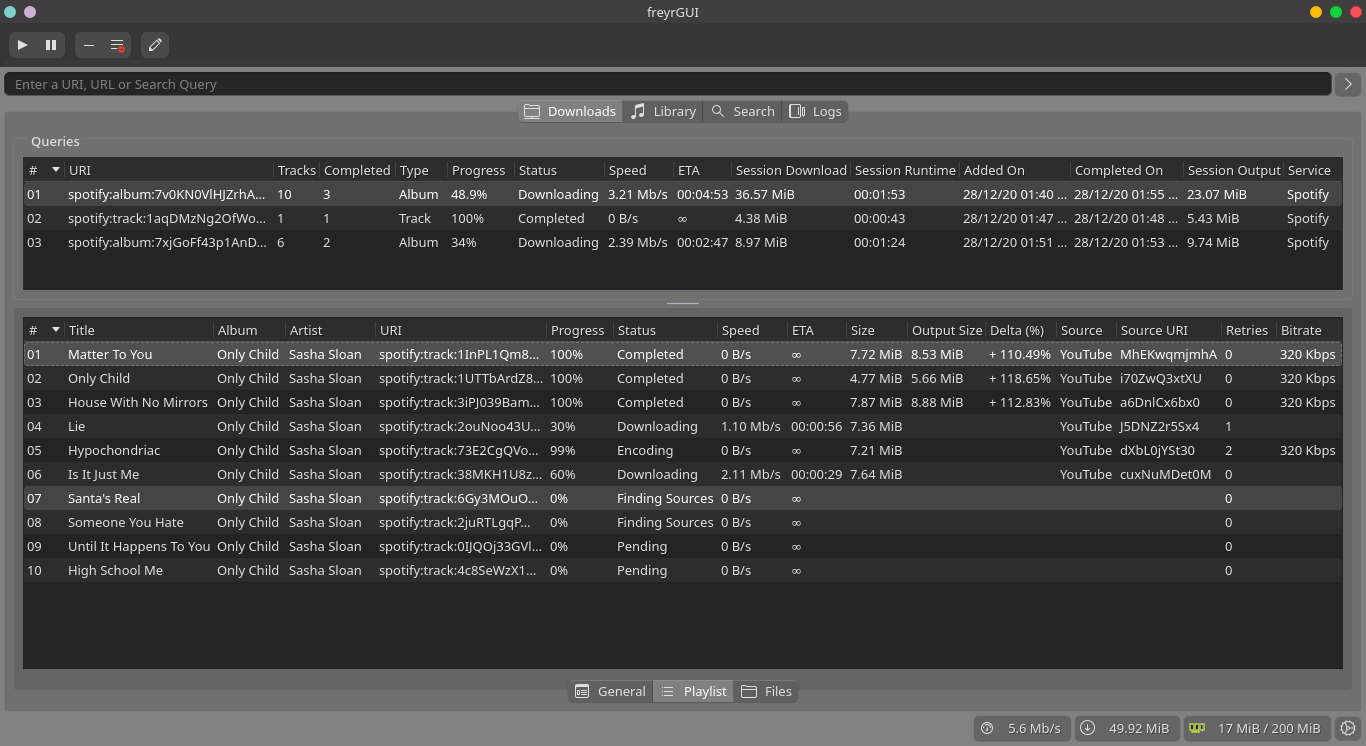 freyrGUI
Enter a URI, URL or Search Query
Downloads Library Search Logs
Queries
# URI Tracks Completed Type Progress Status Speed ETA Session Download Session Runtime Added On Completed On Session Output Service
01 spotify:album:7v0KN0VlHJZrhA... 10 3 Album 48.9% Downloading 3.21 Mb/s 00:04:53 36.57 MiB 00:01:53 28/12/20 01:40 ... 28/12/20 01:55 ... 23.07 MiB Spotify
02 spotify:track:1aqDMzNg2OfWo... 1 1 Track 100% Completed 0 B/s ∞ 4.38 MiB 00:00:43 28/12/20 01:47 ... 28/12/20 01:48 ... 5.43 MiB Spotify
03 spotify:album:7xjGoFf43p1AnD... 6 2 Album 34% Downloading 2.39 Mb/s 00:02:47 8.97 MiB 00:01:24 28/12/20 01:51 ... 28/12/20 01:53 ... 9.74 MiB Spotify
# Title Album Artist URI Progress Status Speed ETA Size Output Size Delta (%) Source Source URI Retries Bitrate
01 Matter To You Only Child Sasha Sloan spotify:track:1InPL1Qm8... 100% Completed 0 B/s ∞ 7.72 MiB 8.53 MiB + 110.49% YouTube MhEKwqmjmhA 0 320 Kbps
02 Only Child Only Child Sasha Sloan spotify:track:1UTTbArdZ8... 100% Completed 0 B/s ∞ 4.77 MiB 5.66 MiB + 118.65% YouTube i70ZwQ3xtXU 0 320 Kbps
03 House With No Mirrors Only Child Sasha Sloan spotify:track:3iPJ039Bam... 100% Completed 0 B/s ∞ 7.87 MiB 8.88 MiB + 112.83% YouTube a6DnlCx6bx0 0 320 Kbps
04 Lie Only Child Sasha Sloan spotify:track:2ouNoo43U... 30% Downloading 1.10 Mb/s 00:00:56 7.36 MiB YouTube J5DNZ2r5Sx4 1
05 Hypochondriac Only Child Sasha Sloan spotify:track:73E2CgQVo... 99% Encoding 0 B/s ∞ 7.21 MiB YouTube dXbL0jYSt30 2 320 Kbps
06 Is It Just Me Only Child Sasha Sloan spotify:track:38MKH1U8z... 60% Downloading 2.11 Mb/s 00:00:29 7.64 MiB YouTube cuxNuMDet0M 0
07 Santa's Real Only Child Sasha Sloan spotify:track:6Gy3MOuO... 0% Finding Sources 0 B/s ∞ 0
08 Someone You Hate Only Child Sasha Sloan spotify:track:2juRTLgqP... 0% Finding Sources 0 B/s ∞ 0
09 Until It Happens To You Only Child Sasha Sloan spotify:track:0IJQOj33GVl... 0% Pending 0 B/s ∞ 0
10 High School Me Only Child Sasha Sloan spotify:track:4c8SeWzX1... 0% Pending 0 B/s ∞ 0
General Playlist Files
5.6 Mb/s 49.92 MiB 17 MiB / 200 MiB